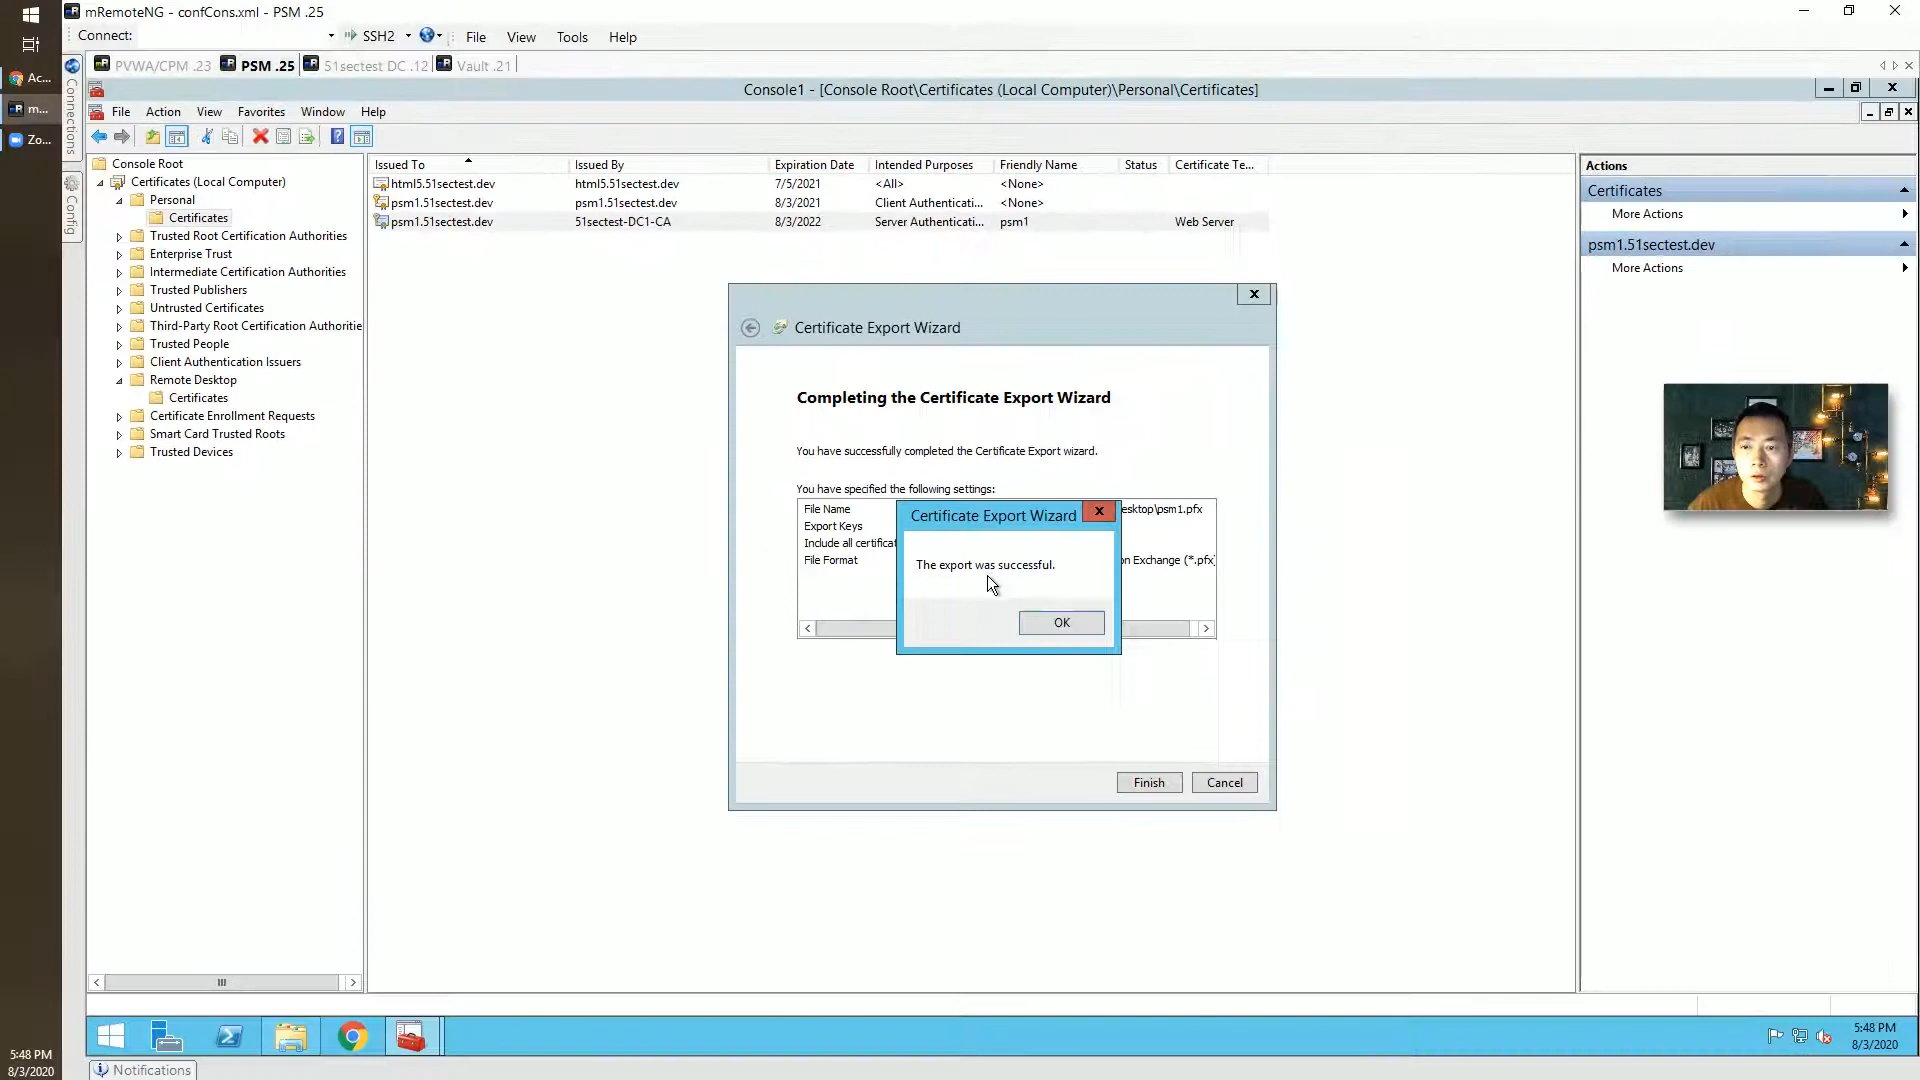 mRemoteNG - confCons.xml - PSM .25
Connect:
SSH2
File
View
Tools
Help
Ac...
m...
Zo...
Connections
Config
PVWA/CPM .23
PSM .25
51sectest DC .12
Vault .21
Console1 - [Console Root\Certificates (Local Computer)\Personal\Certificates]
File
Action
View
Favorites
Window
Help
Console Root
Certificates (Local Computer)
Personal
Certificates
Trusted Root Certification Authorities
Enterprise Trust
Intermediate Certification Authorities
Trusted Publishers
Untrusted Certificates
Third-Party Root Certification Authoritie
Trusted People
Client Authentication Issuers
Remote Desktop
Certificates
Certificate Enrollment Requests
Smart Card Trusted Roots
Trusted Devices
Issued To Issued By Expiration Date Intended Purposes Friendly Name Status Certificate Te...
html5.51sectest.dev html5.51sectest.dev 7/5/2021 <All> <None>
psm1.51sectest.dev psm1.51sectest.dev 8/3/2021 Client Authenticati... <None>
psm1.51sectest.dev 51sectest-DC1-CA 8/3/2022 Server Authenticati... psm1 Web Server
Actions
Certificates
More Actions
psm1.51sectest.dev
More Actions
x
Certificate Export Wizard
Completing the Certificate Export Wizard
You have successfully completed the Certificate Export wizard.
You have specified the following settings:
File Name esktop\psm1.pfx
Export Keys
Include all certificat
File Format on Exchange (*.pfx)
Certificate Export Wizard
x
The export was successful.
OK
Finish
Cancel
5:48 PM
8/3/2020
5:48 PM
8/3/2020
Notifications